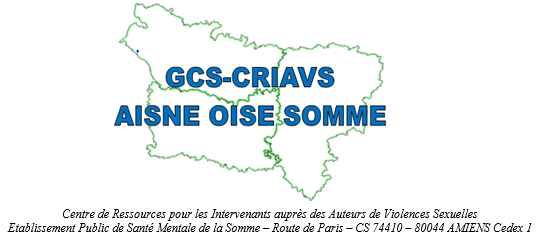 GCS-CRIAVS
AISNE OISE SOMME
Centre de Ressources pour les Intervenants auprès des Auteurs de Violences Sexuelles
Etablissement Public de Santé Mentale de la Somme – Route de Paris – CS 74410 – 80044 AMIENS Cedex 1